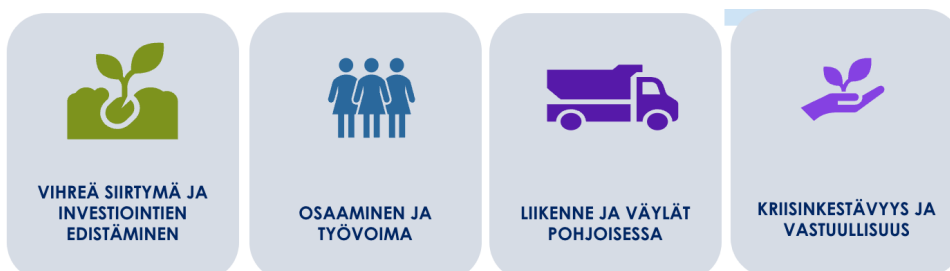 VIHREÄ SIIRTYMÄ JA
INVESTIOINTIEN
EDISTÄMINEN
OSAAMINEN JA
TYÖVOIMA
LIIKENNE JA VÄYLÄT
POHJOISESSA
KRIISINKESTÄVYYS JA
VASTUULLISUUS